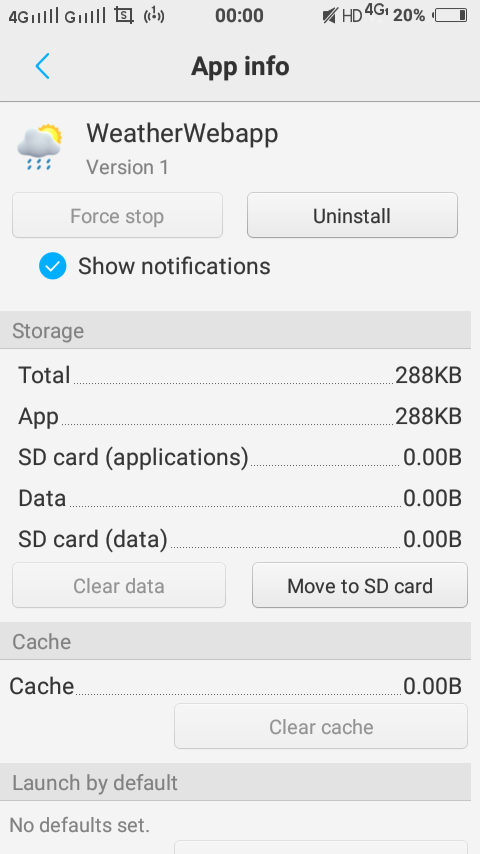 4G G S 00:00 HD 4G 20%
App info
WeatherWebapp
Version 1
Force stop
Uninstall
Show notifications
Storage
Total 288KB
App 288KB
SD card (applications) 0.00B
Data 0.00B
SD card (data) 0.00B
Clear data
Move to SD card
Cache
Cache 0.00B
Clear cache
Launch by default
No defaults set.